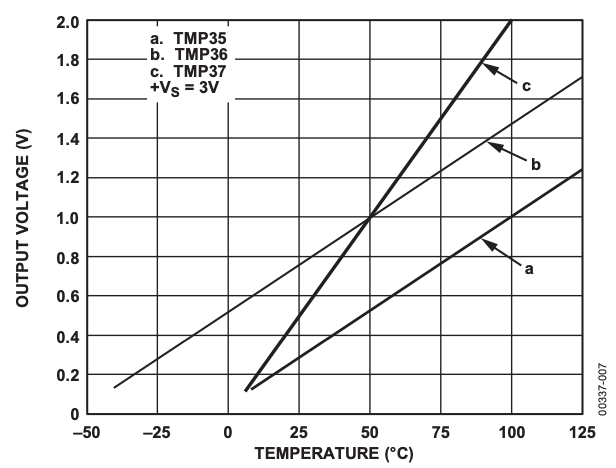 2.0
a. TMP35
b. TMP36
c. TMP37
+VS = 3V
1.8
c
1.6
1.4
b
1.2
1.0
0.8
a
0.6
0.4
0.2
0
OUTPUT VOLTAGE (V)
–50 –25 0 25 50 75 100 125
TEMPERATURE (°C)
00337-007